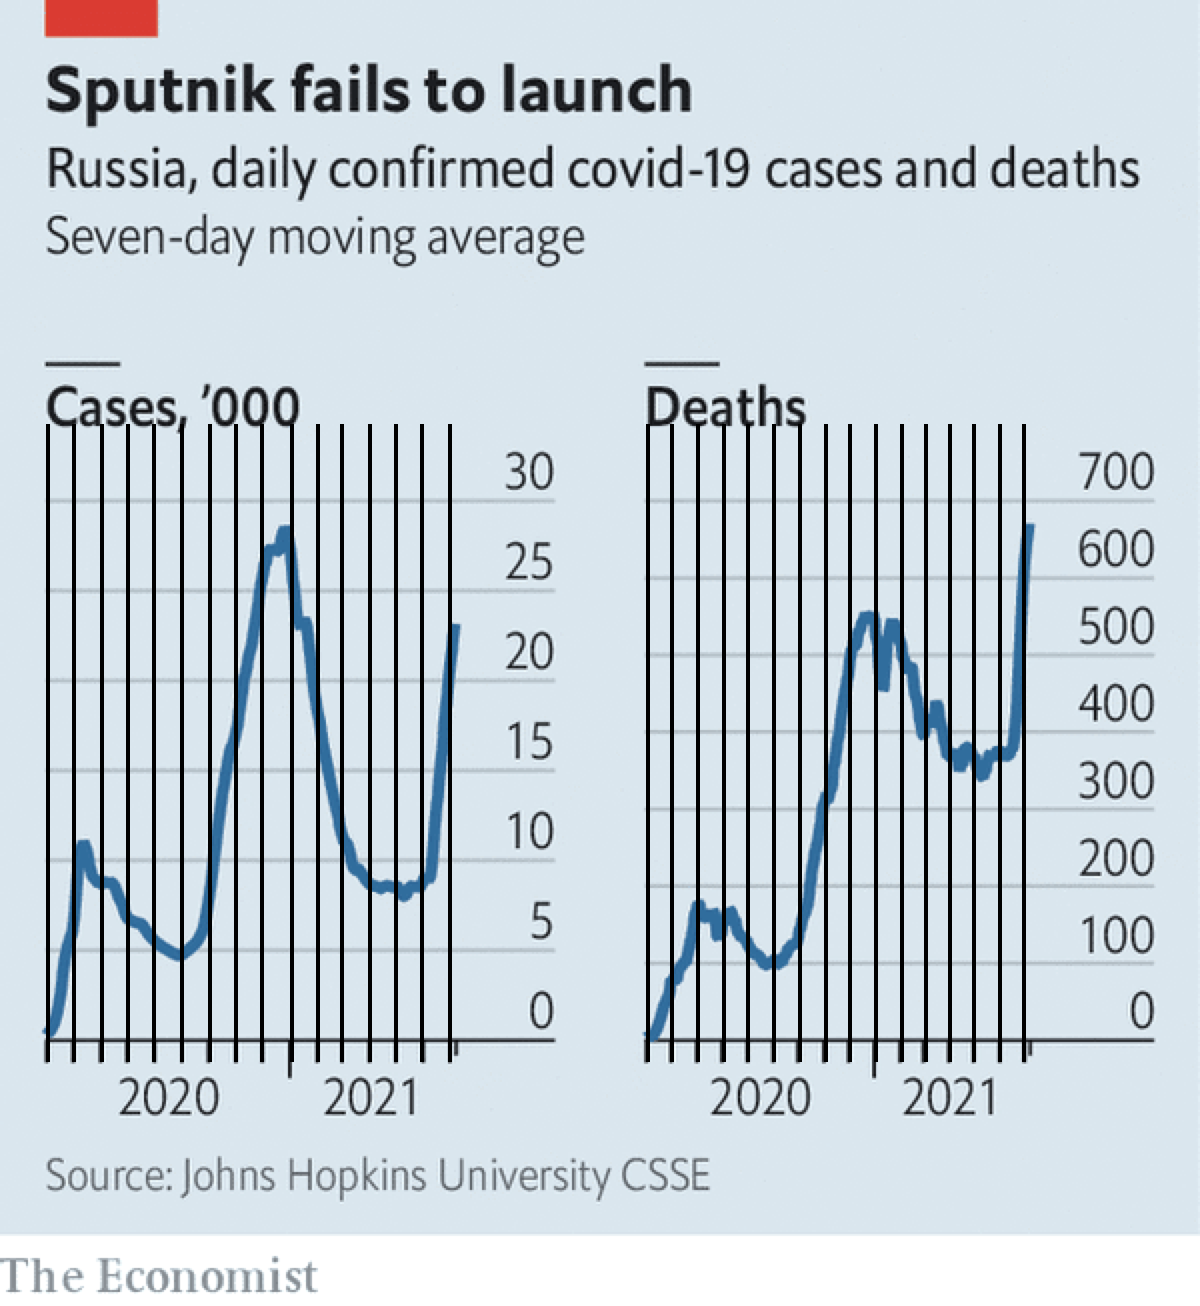 Sputnik fails to launch
Russia, daily confirmed covid-19 cases and deaths
Seven-day moving average
Cases, ’000
30
25
20
15
10
5
0
2020
2021
Deaths
700
600
500
400
300
200
100
0
2020
2021
Source: Johns Hopkins University CSSE
The Economist